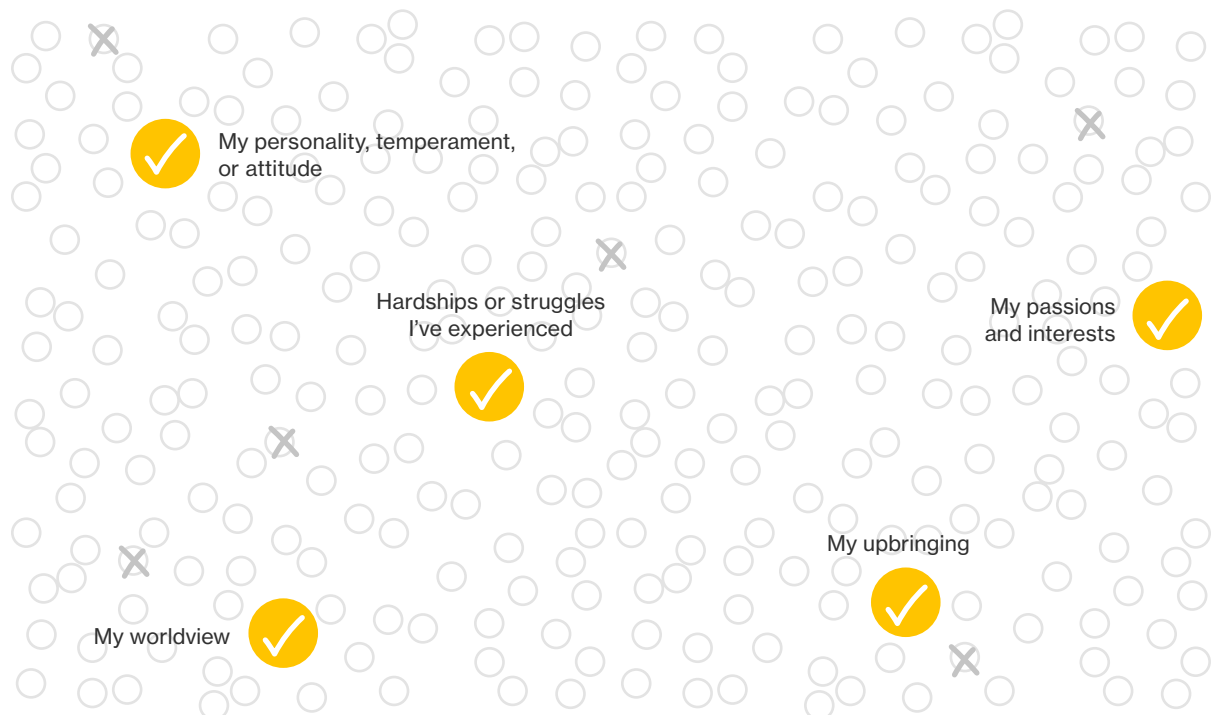 My personality, temperament,
or attitude
Hardships or struggles
I've experienced
My passions
and interests
My upbringing
My worldview